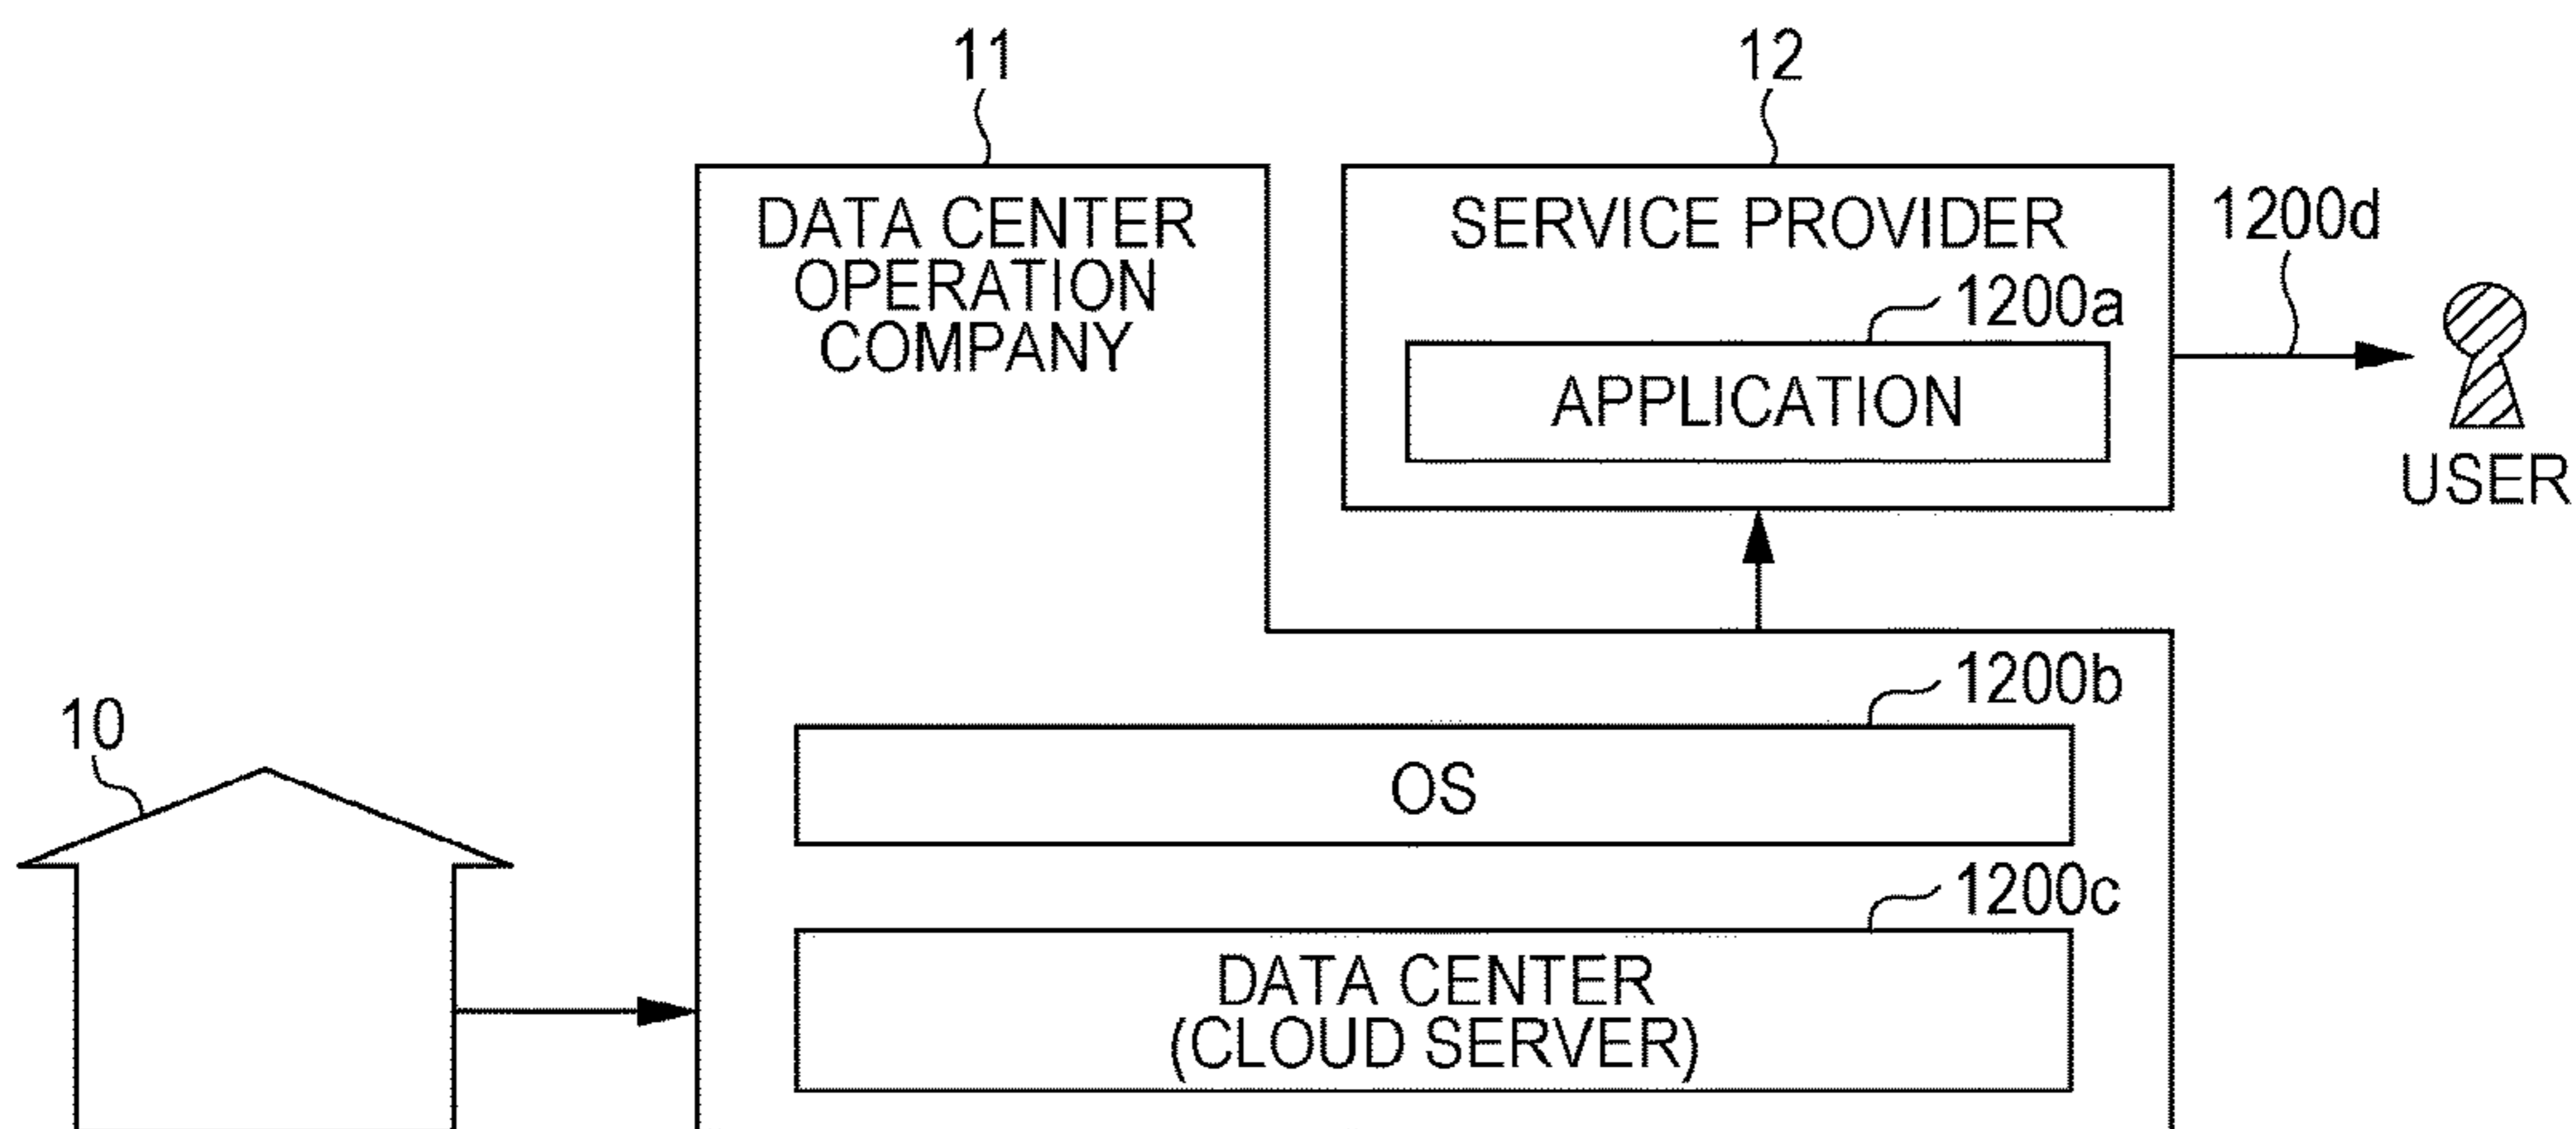 11
12
DATA CENTER
OPERATION
COMPANY
SERVICE PROVIDER
1200d
1200a
APPLICATION
USER
1200b
10
OS
1200c
DATA CENTER
(CLOUD SERVER)